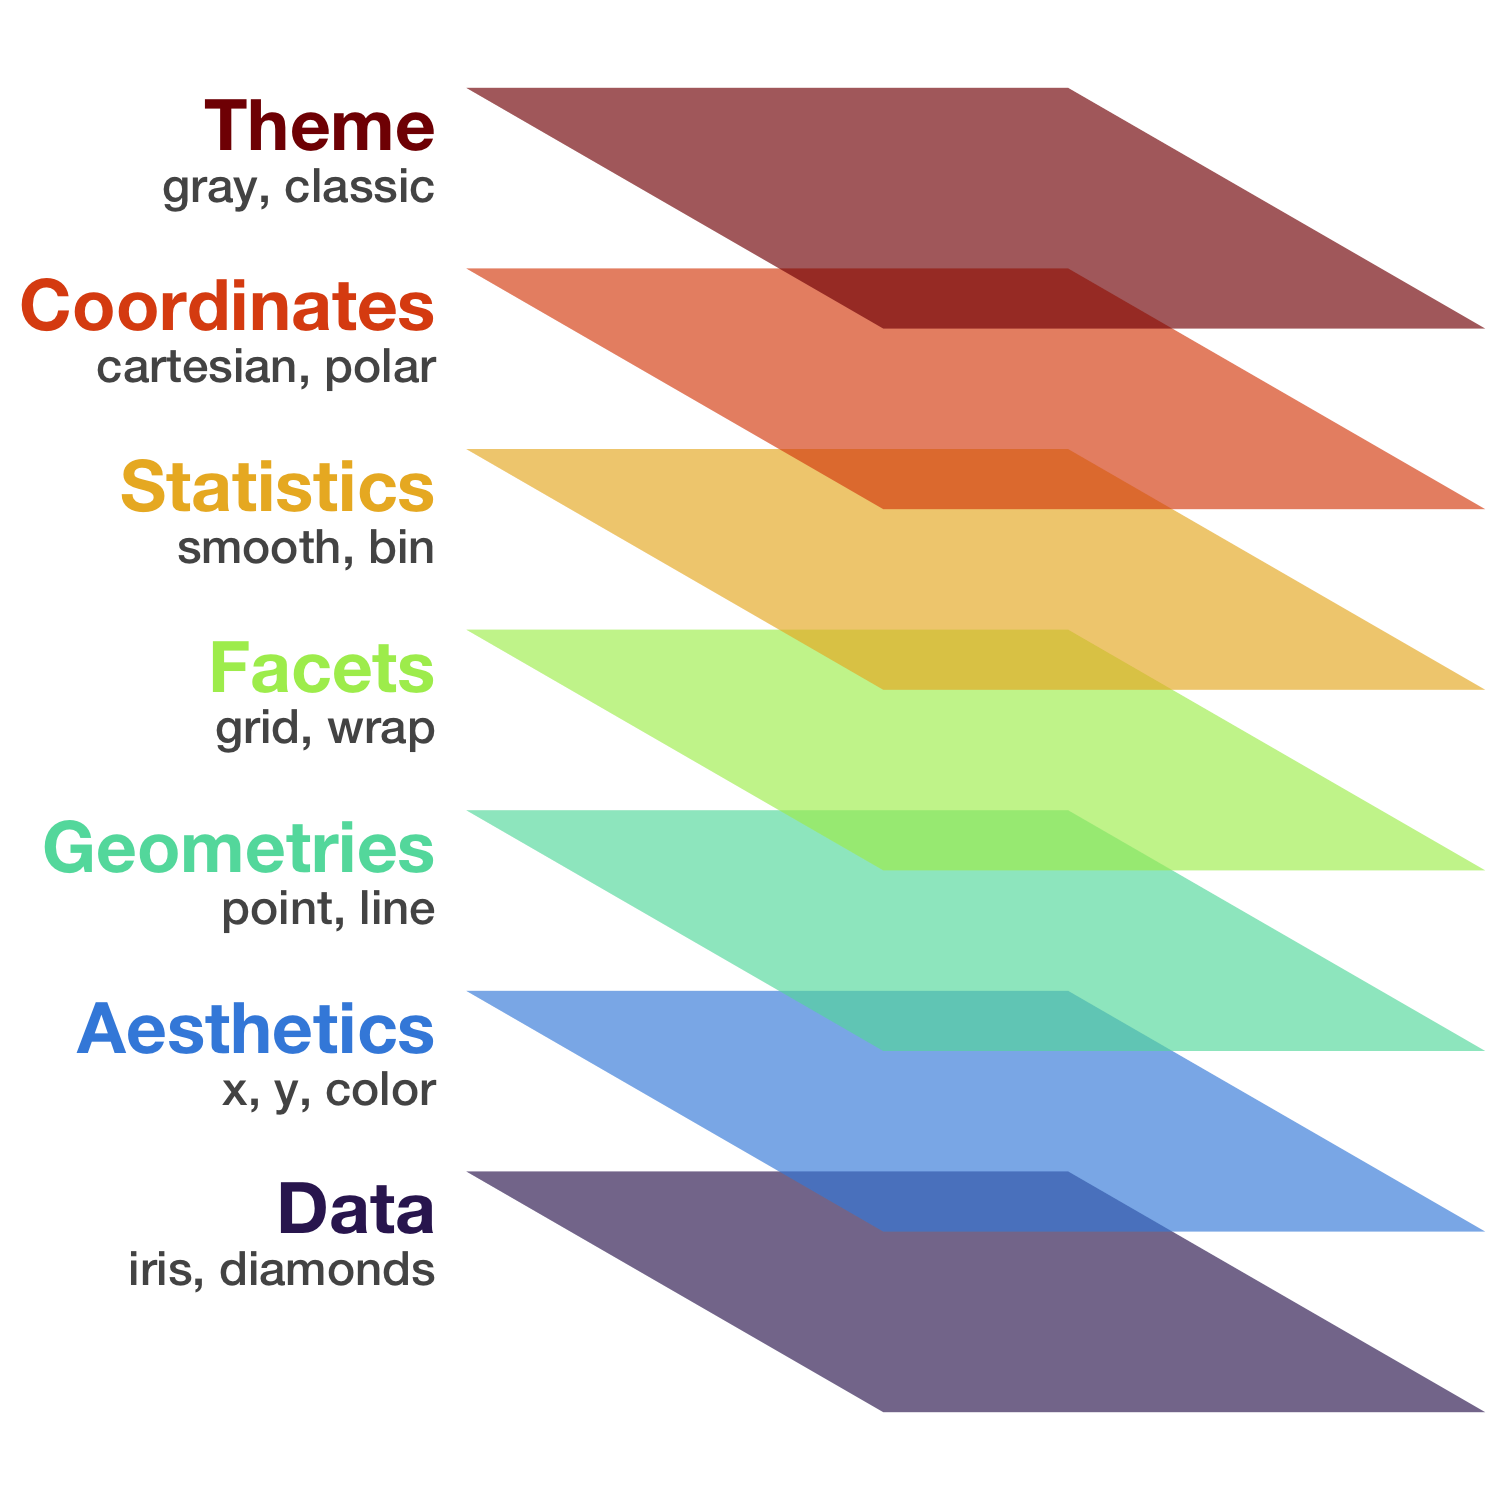 Theme
gray, classic
Coordinates
cartesian, polar
Statistics
smooth, bin
Facets
grid, wrap
Geometries
point, line
Aesthetics
x, y, color
Data
iris, diamonds